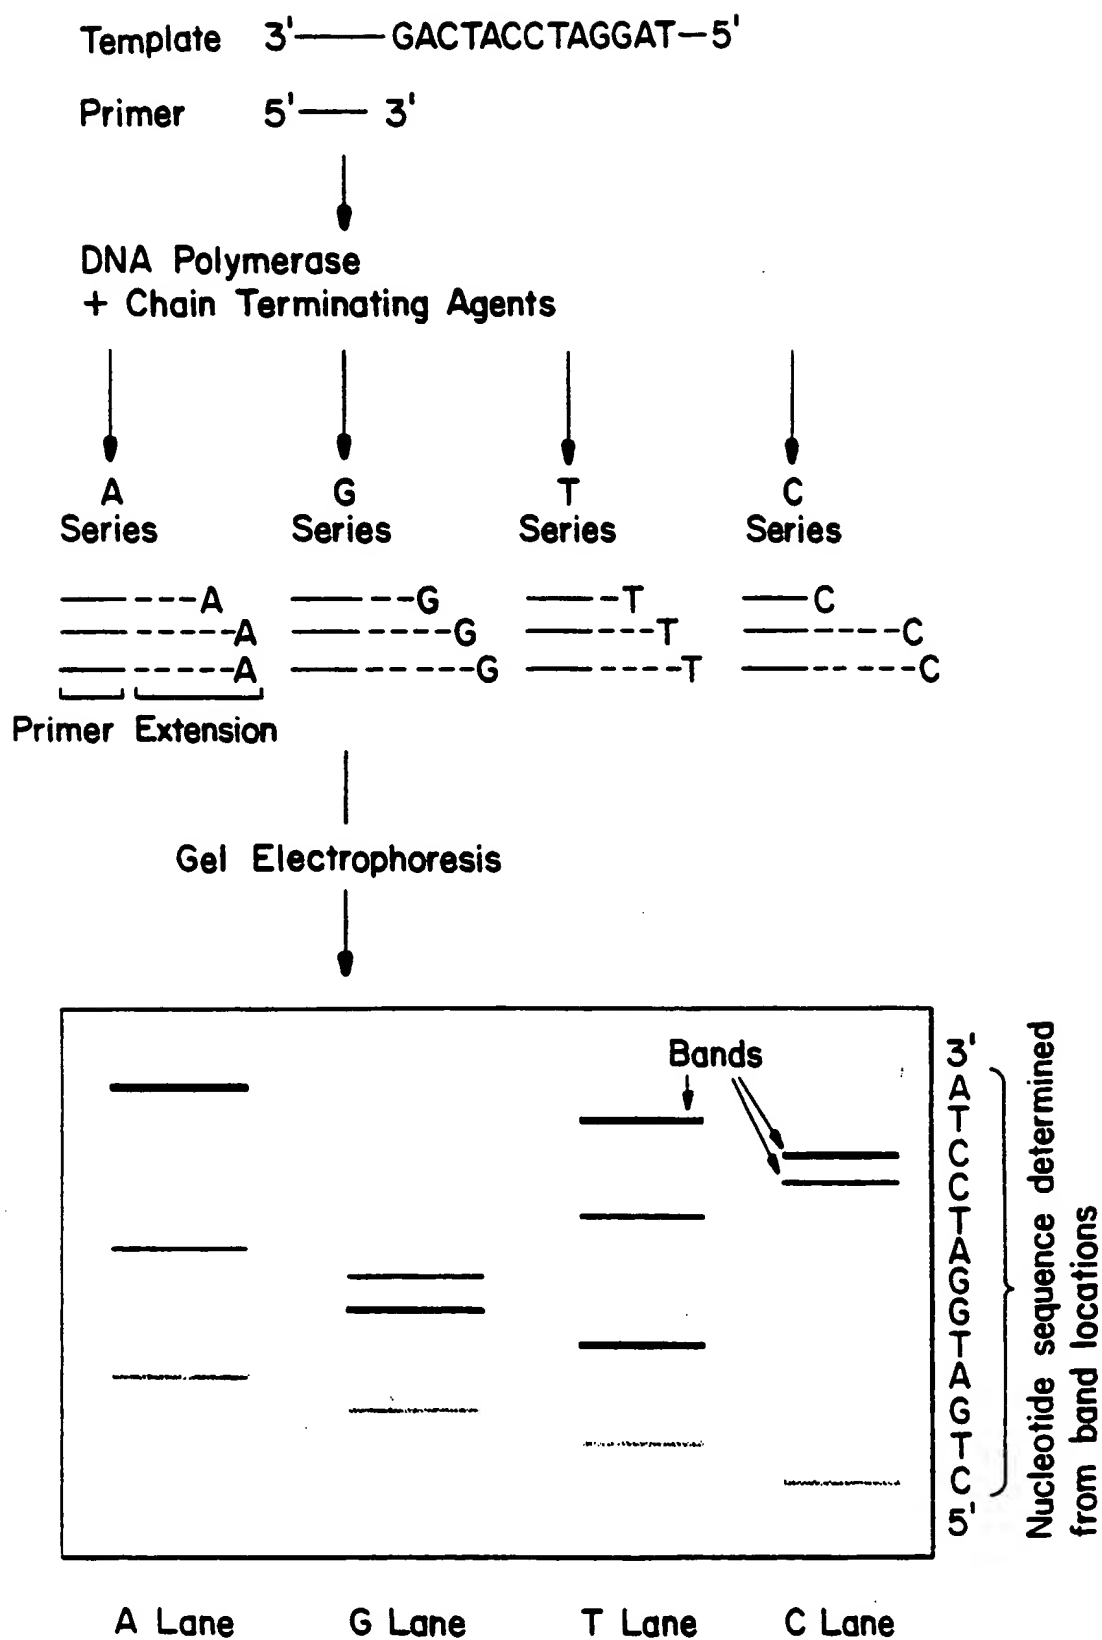 Template 3'——GACTACCTAGGAT—5'
Primer 5'—— 3'
DNA Polymerase
+ Chain Terminating Agents
A Series
G Series
T Series
C Series
—— ---A
—— -----A
—— -----A
—— --G
—— ----G
—— -----G
—— -T
—— ---T
—— ----T
——C
—— ----C
—— -----C
Primer Extension
Gel Electrophoresis
Bands
3'
A
T
C
C
T
A
G
G
T
A
G
T
C
5'
Nucleotide sequence determined
from band locations
A Lane G Lane T Lane C Lane